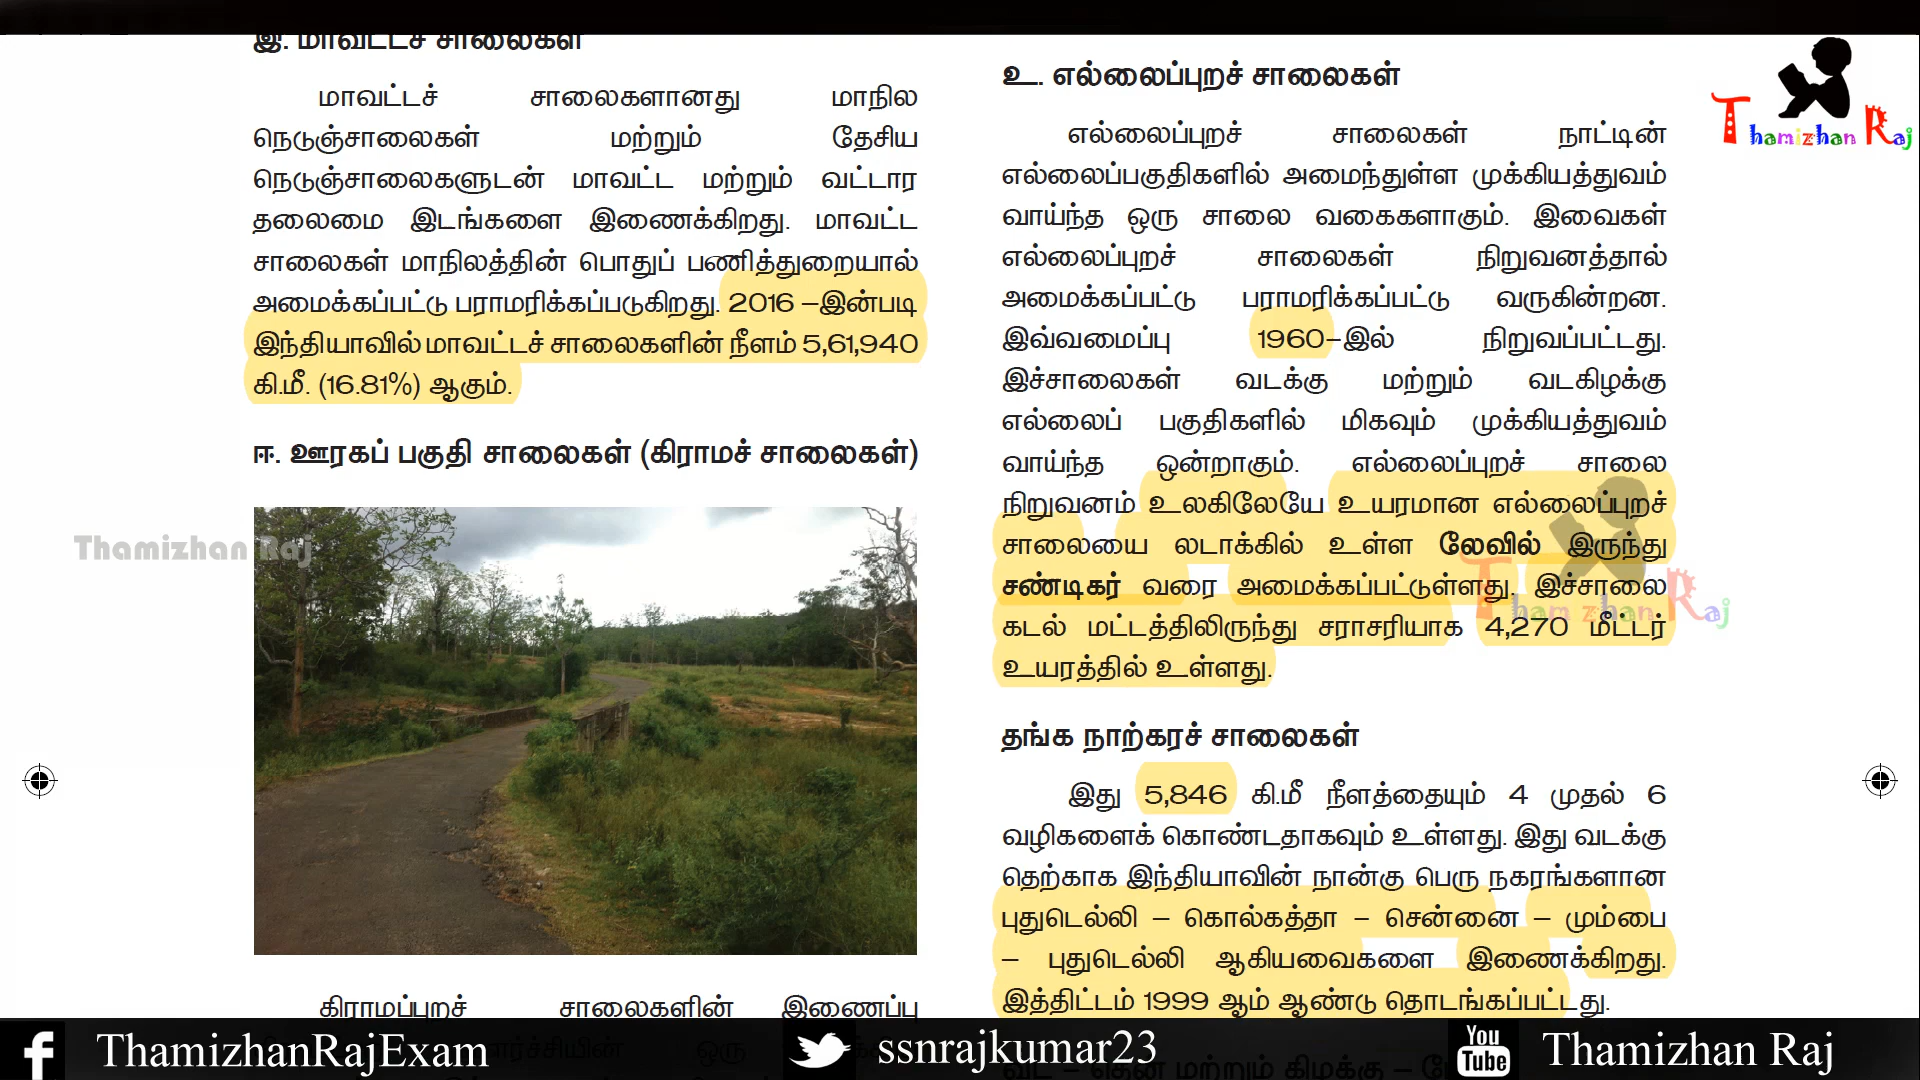 இ. மாவட்டச் சாலைகள்
மாவட்டச் சாலைகளானது மாநில
நெடுஞ்சாலைகள் மற்றும் தேசிய
நெடுஞ்சாலைகளுடன் மாவட்ட மற்றும் வட்டார
தலைமை இடங்களை இணைக்கிறது. மாவட்ட
சாலைகள் மாநிலத்தின் பொதுப் பணித்துறையால்
அமைக்கப்பட்டு பராமரிக்கப்படுகிறது. 2016 –இன்படி
இந்தியாவில் மாவட்டச் சாலைகளின் நீளம் 5,61,940
கி.மீ. (16.81%) ஆகும்.
ஈ. ஊரகப் பகுதி சாலைகள் (கிராமச் சாலைகள்)
Thamizhan Raj
கிராமப்புறச் சாலைகளின் இணைப்பு
ஒரு
உ. எல்லைப்புறச் சாலைகள்
எல்லைப்புறச் சாலைகள் நாட்டின்
எல்லைப்பகுதிகளில் அமைந்துள்ள முக்கியத்துவம்
வாய்ந்த ஒரு சாலை வகைகளாகும். இவைகள்
எல்லைப்புறச் சாலைகள் நிறுவனத்தால்
அமைக்கப்பட்டு பராமரிக்கப்பட்டு வருகின்றன.
இவ்வமைப்பு 1960–இல் நிறுவப்பட்டது.
இச்சாலைகள் வடக்கு மற்றும் வடகிழக்கு
எல்லைப் பகுதிகளில் மிகவும் முக்கியத்துவம்
வாய்ந்த ஒன்றாகும். எல்லைப்புறச் சாலை
நிறுவனம் உலகிலேயே உயரமான எல்லைப்புறச்
சாலையை லடாக்கில் உள்ள லேவில் இருந்து
சண்டிகர் வரை அமைக்கப்பட்டுள்ளது. இச்சாலை
கடல் மட்டத்திலிருந்து சராசரியாக 4,270 மீட்டர்
உயரத்தில் உள்ளது.
தங்க நாற்கரச் சாலைகள்
இது 5,846 கி.மீ நீளத்தையும் 4 முதல் 6
வழிகளைக் கொண்டதாகவும் உள்ளது. இது வடக்கு
தெற்காக இந்தியாவின் நான்கு பெரு நகரங்களான
புதுடெல்லி – கொல்கத்தா – சென்னை – மும்பை
– புதுடெல்லி ஆகியவைகளை இணைக்கிறது.
இத்திட்டம் 1999 ஆம் ஆண்டு தொடங்கப்பட்டது.
வட – தென் மற்றும் கிழக்கு –
Thamizhan Raj
Thamizhan Raj
ThamizhanRajExam
ssnrajkumar23
You Tube
Thamizhan Raj